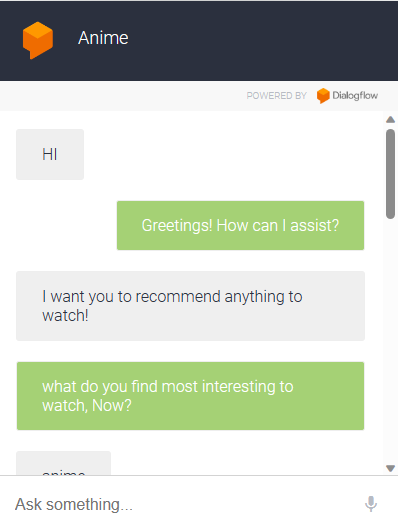 Anime
POWERED BY Dialogflow
HI
Greetings! How can I assist?
I want you to recommend anything to
watch!
what do you find most interesting to
watch, Now?
anime
Ask something...